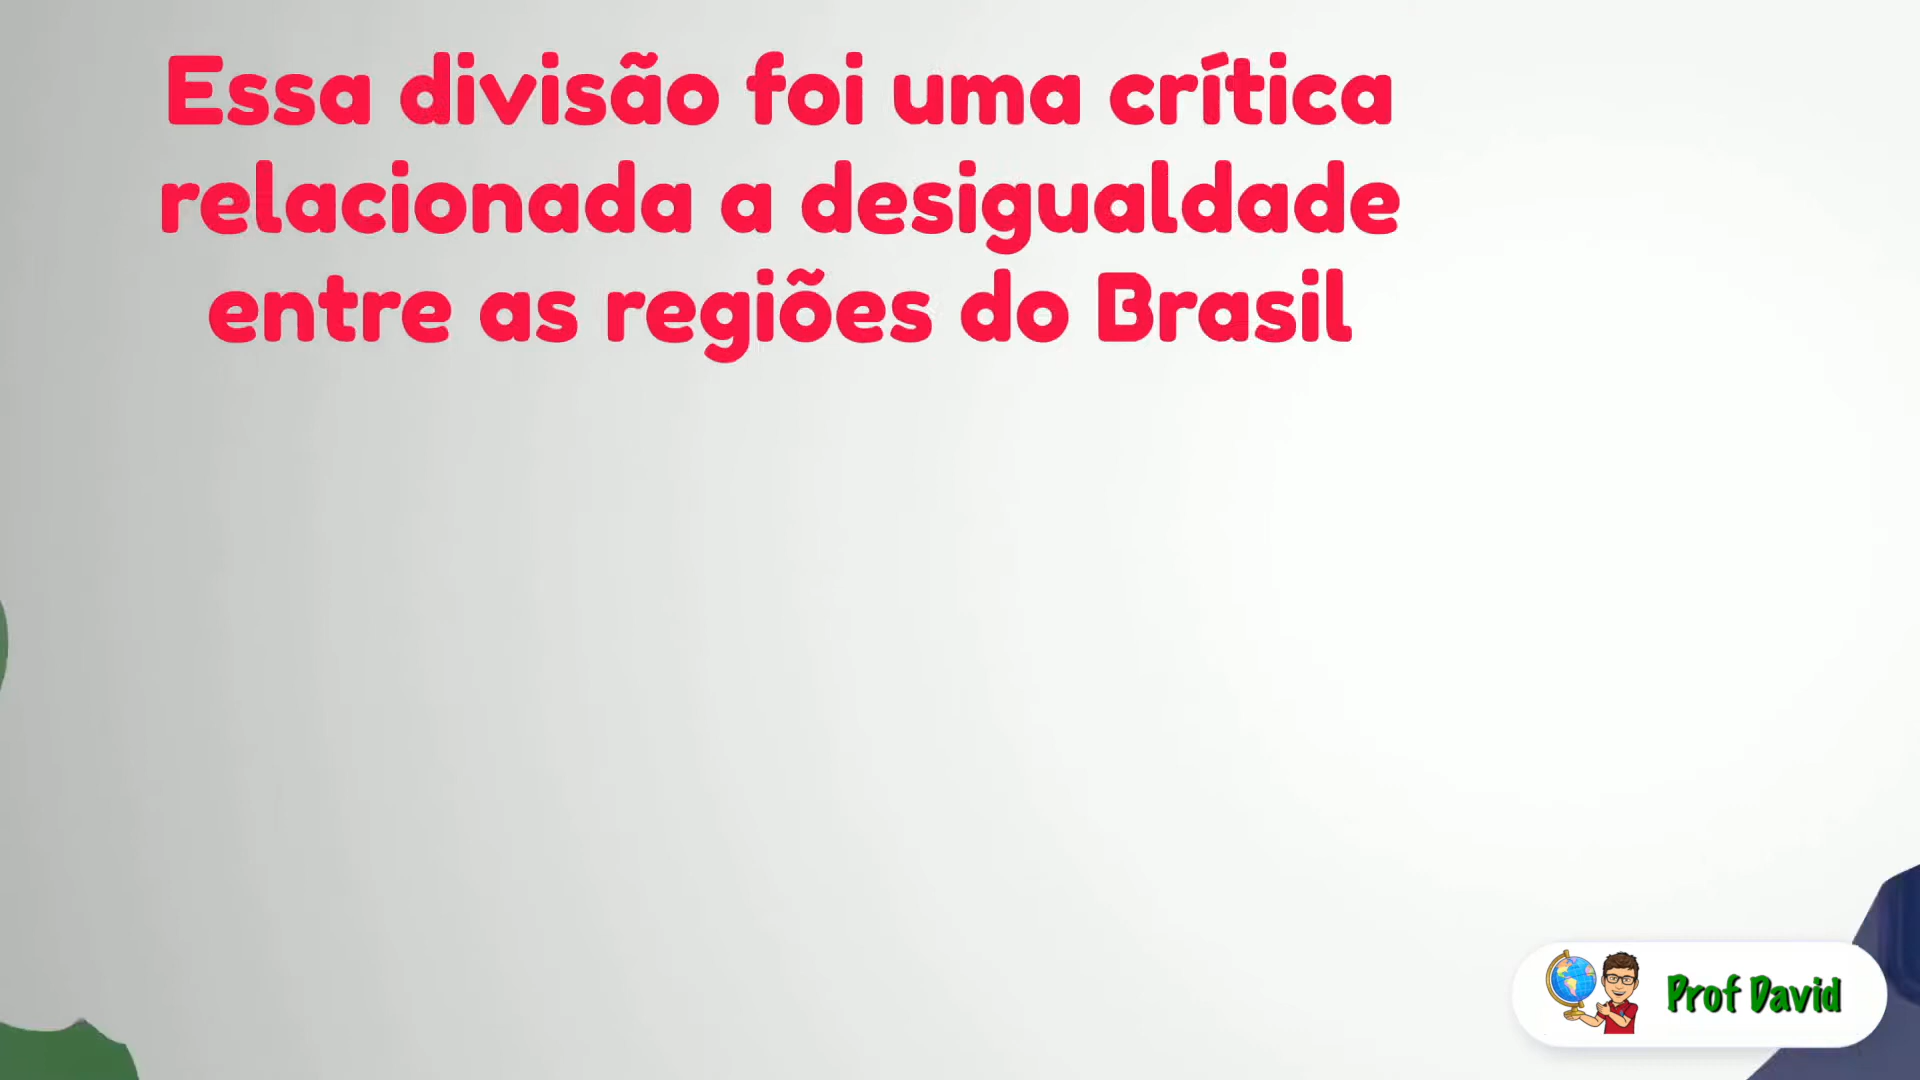 Essa divisão foi uma crítica
relacionada a desigualdade
entre as regiões do Brasil
Prof David